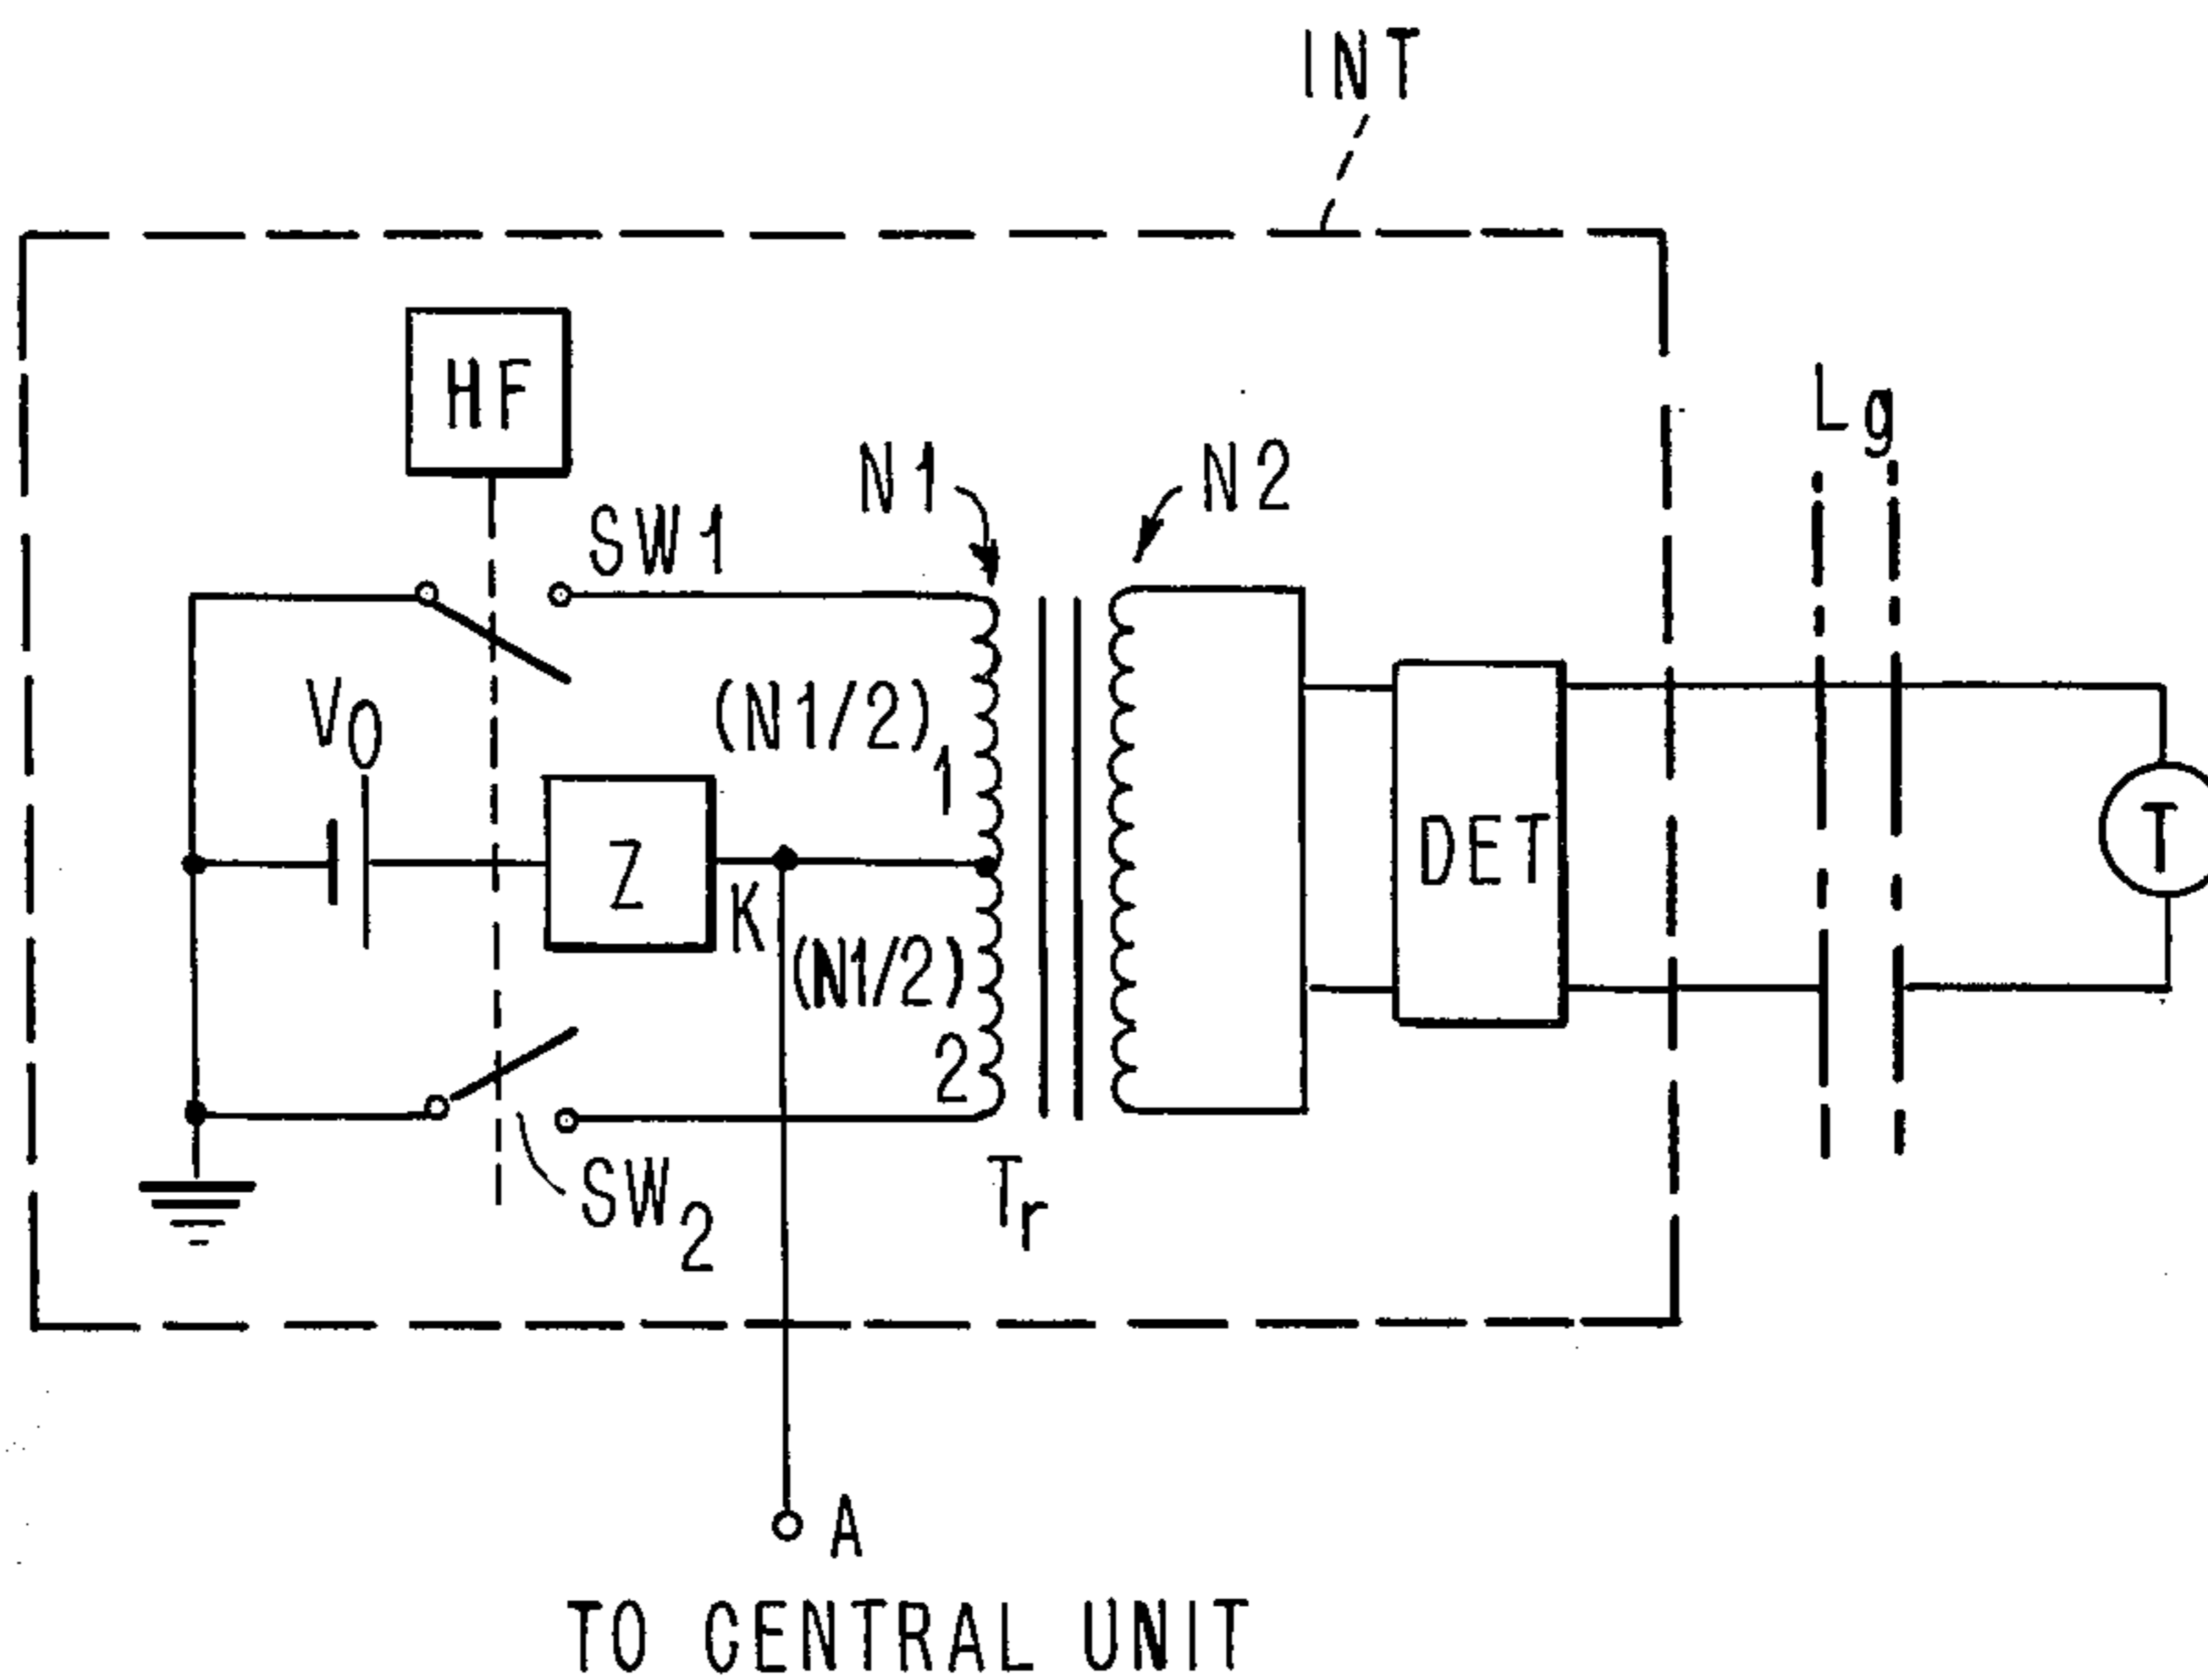 INT
HF
Lg
N1
N2
SW1
(N1/2)1
V0
Z
K
DET
T
(N1/2)2
SW2
Tr
A
TO CENTRAL UNIT